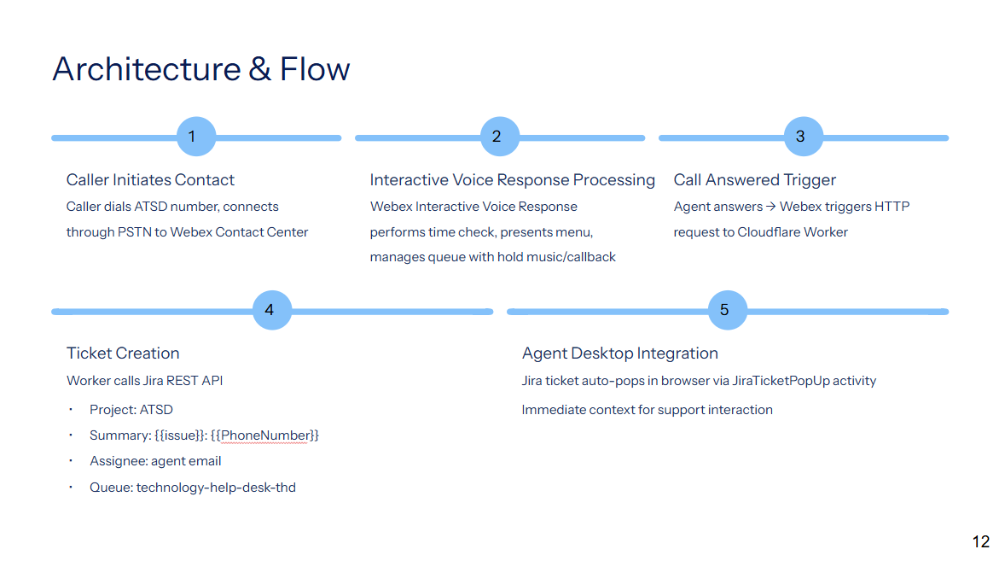 Architecture & Flow
1
2
3
Caller Initiates Contact
Caller dials ATSD number, connects
through PSTN to Webex Contact Center
Interactive Voice Response Processing
Webex Interactive Voice Response
performs time check, presents menu,
manages queue with hold music/callback
Call Answered Trigger
Agent answers → Webex triggers HTTP
request to Cloudflare Worker
4
5
Ticket Creation
Worker calls Jira REST API
• Project: ATSD
• Summary: {{issue}}: {{PhoneNumber}}
• Assignee: agent email
• Queue: technology-help-desk-thd
Agent Desktop Integration
Jira ticket auto-pops in browser via JiraTicketPopUp activity
Immediate context for support interaction
12